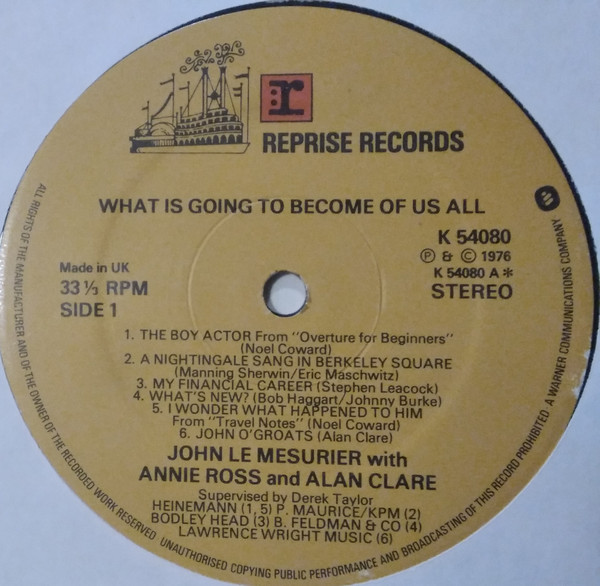 r
REPRISE RECORDS
WHAT IS GOING TO BECOME OF US ALL
K 54080
Ⓟ & © 1976
K 54080 A *
STEREO
Made in UK
33⅓ RPM
SIDE 1
1. THE BOY ACTOR From "Overture for Beginners"
(Noel Coward)
2. A NIGHTINGALE SANG IN BERKELEY SQUARE
(Manning Sherwin/Eric Maschwitz)
3. MY FINANCIAL CAREER (Stephen Leacock)
4. WHAT'S NEW? (Bob Haggart/Johnny Burke)
5. I WONDER WHAT HAPPENED TO HIM
From "Travel Notes" (Noel Coward)
6. JOHN O'GROATS (Alan Clare)
JOHN LE MESURIER with
ANNIE ROSS and ALAN CLARE
Supervised by Derek Taylor
HEINEMANN (1, 5) P. MAURICE/KPM (2)
BODLEY HEAD (3) B. FELDMAN & CO (4)
LAWRENCE WRIGHT MUSIC (6)
ALL RIGHTS OF THE MANUFACTURER AND OF THE OWNER OF THE RECORDED WORK RESERVED UNAUTHORISED COPYING PUBLIC PERFORMANCE AND BROADCASTING OF THIS RECORD PROHIBITED A WARNER COMMUNICATIONS COMPANY